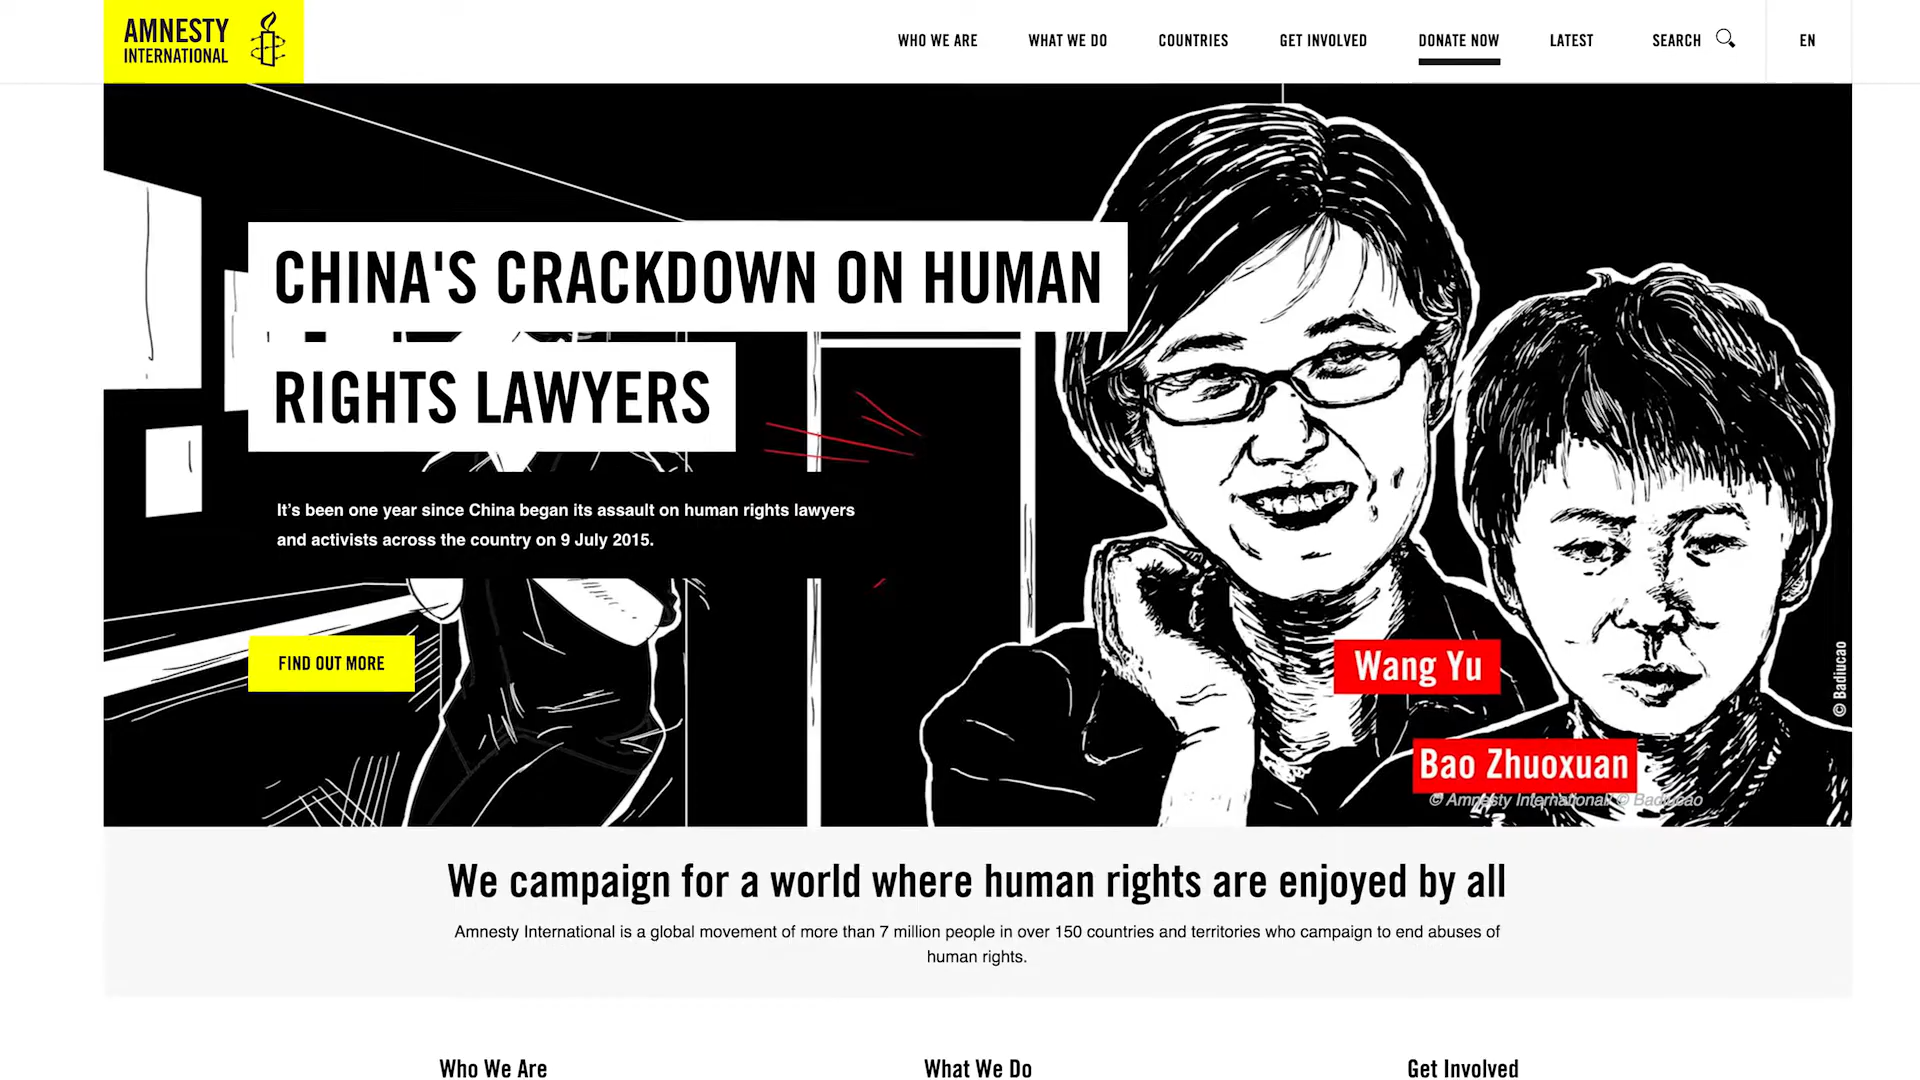 AMNESTY
INTERNATIONAL
WHO WE ARE
WHAT WE DO
COUNTRIES
GET INVOLVED
DONATE NOW
LATEST
SEARCH
EN
CHINA'S CRACKDOWN ON HUMAN
RIGHTS LAWYERS
It’s been one year since China began its assault on human rights lawyers
and activists across the country on 9 July 2015.
FIND OUT MORE
Wang Yu
Bao Zhuoxuan
© Badiucao
© Amnesty International/ © Badiucao
We campaign for a world where human rights are enjoyed by all
Amnesty International is a global movement of more than 7 million people in over 150 countries and territories who campaign to end abuses of
human rights.
Who We Are
What We Do
Get Involved